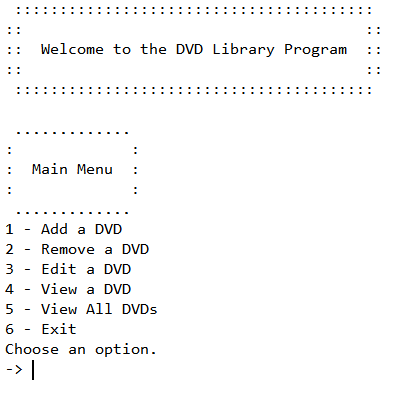 ::::::::::::::::::::::::::::::::::::::::
::                                      ::
::  Welcome to the DVD Library Program  ::
::                                      ::
::::::::::::::::::::::::::::::::::::::::
.............
:             :
:  Main Menu  :
:             :
.............
1 - Add a DVD
2 - Remove a DVD
3 - Edit a DVD
4 - View a DVD
5 - View All DVDs
6 - Exit
Choose an option.
->